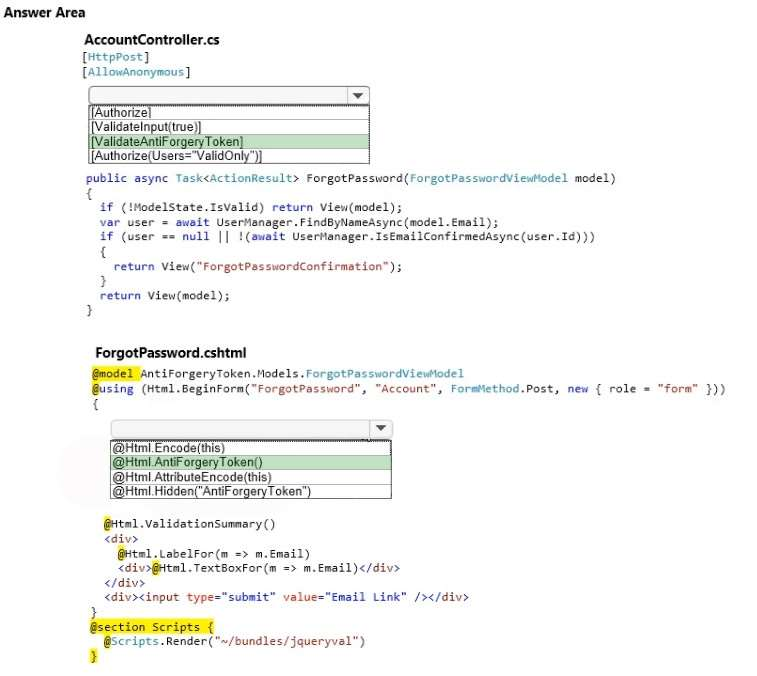 Answer Area
AccountController.cs
[HttpPost]
[AllowAnonymous]
[Authorize]
[ValidateInput(true)]
[ValidateAntiForgeryToken]
[Authorize(Users="ValidOnly")]
public async Task<ActionResult> ForgotPassword(ForgotPasswordViewModel model)
{
if (!ModelState.IsValid) return View(model);
var user = await UserManager.FindByNameAsync(model.Email);
if (user == null || !(await UserManager.IsEmailConfirmedAsync(user.Id)))
{
return View("ForgotPasswordConfirmation");
}
return View(model);
}
ForgotPassword.cshtml
@model AntiForgeryToken.Models.ForgotPasswordViewModel
@using (Html.BeginForm("ForgotPassword", "Account", FormMethod.Post, new { role = "form" }))
{
@Html.Encode(this)
@Html.AntiForgeryToken()
@Html.AttributeEncode(this)
@Html.Hidden("AntiForgeryToken")
@Html.ValidationSummary()
<div>
@Html.LabelFor(m => m.Email)
<div>@Html.TextBoxFor(m => m.Email)</div>
</div>
<div><input type="submit" value="Email Link" /></div>
}
@section Scripts {
@Scripts.Render("~/bundles/jqueryval")
}